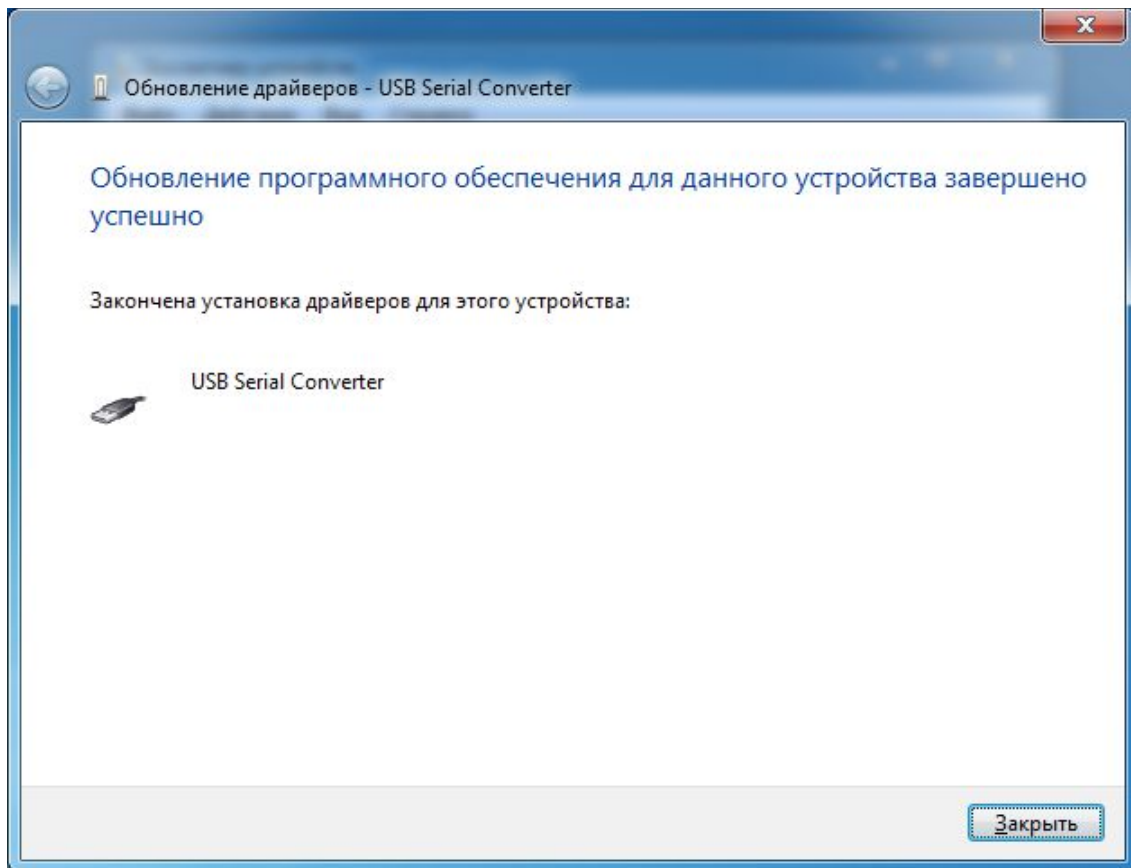 Обновление драйверов - USB Serial Converter
Обновление программного обеспечения для данного устройства завершено
успешно
Закончена установка драйверов для этого устройства:
USB Serial Converter
Закрыть